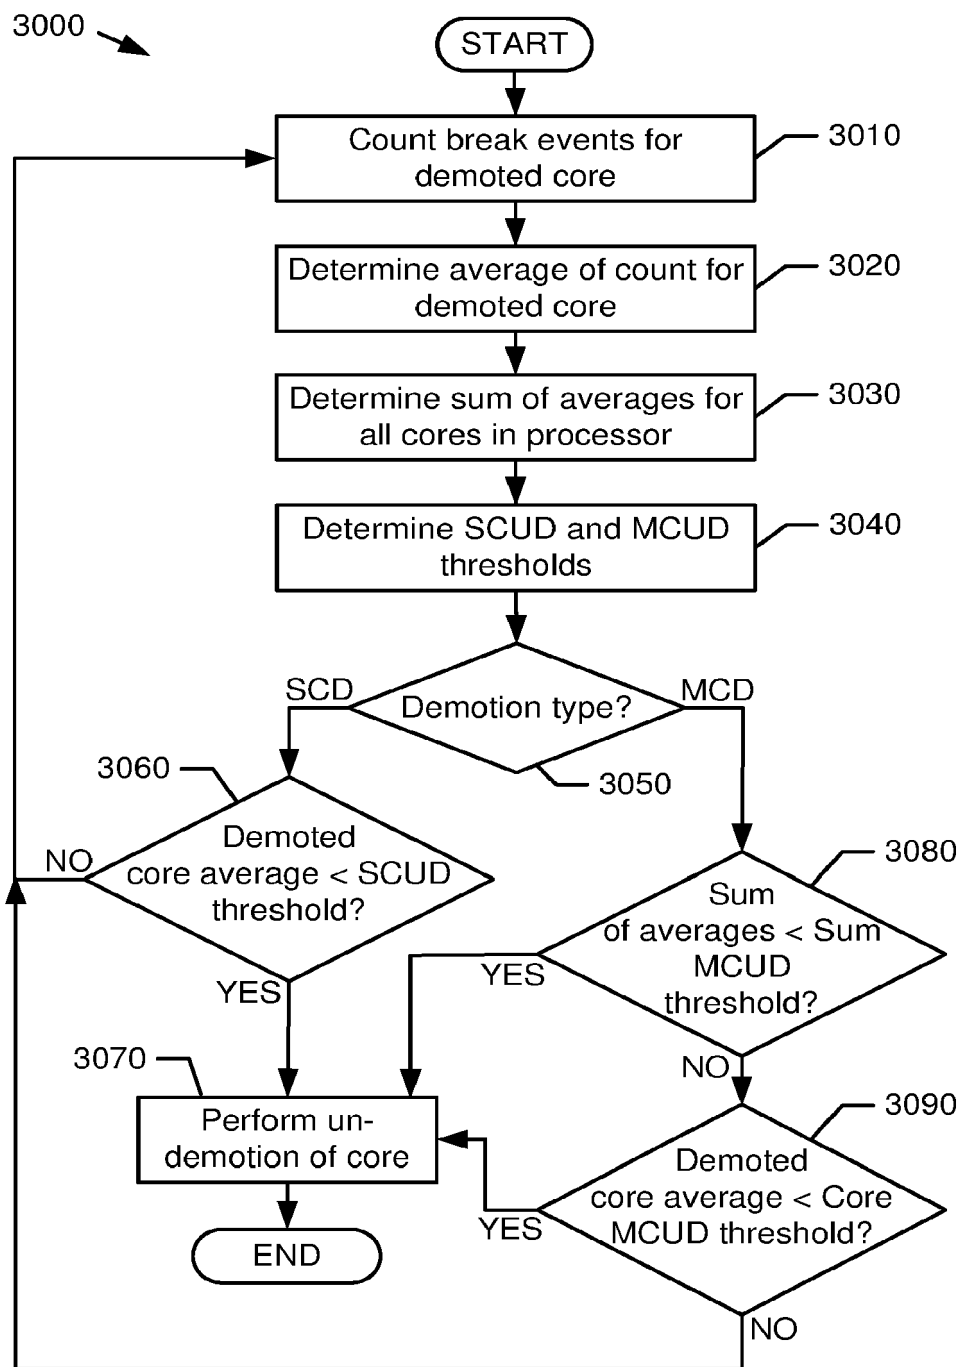 3000
START
Count break events for
demoted core
3010
Determine average of count for
demoted core
3020
Determine sum of averages for
all cores in processor
3030
Determine SCUD and MCUD
thresholds
3040
SCD
Demotion type?
MCD
3050
3060
Demoted
core average < SCUD
threshold?
NO
YES
3080
Sum
of averages < Sum
MCUD
threshold?
YES
NO
3070
Perform un-
demotion of core
3090
Demoted
core average < Core
MCUD threshold?
YES
NO
END